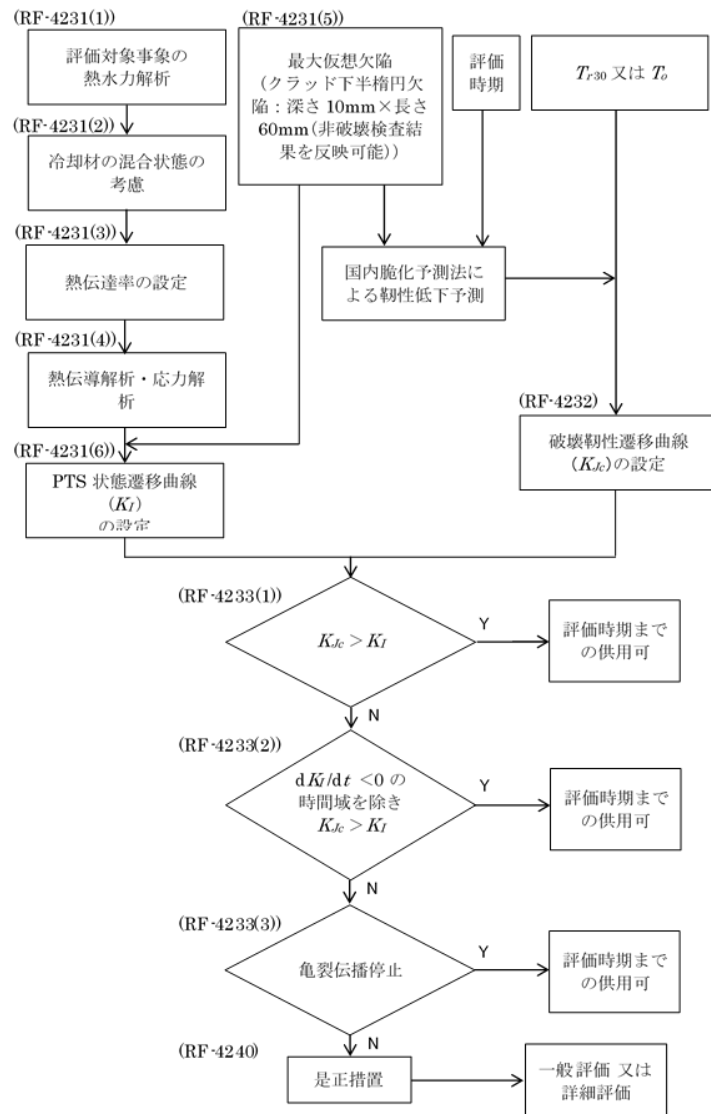 (RF-4231(1))
評価対象事象の
熱水力解析
(RF-4231(2))
冷却材の混合状態の
考慮
(RF-4231(3))
熱伝達率の設定
(RF-4231(4))
熱伝導解析・応力解
析
(RF-4231(6))
PTS 状態遷移曲線
(KI)
の設定
(RF-4231(5))
最大仮想欠陥
(クラッド下半楕円欠
陥：深さ 10mm×長さ
60mm(非破壊検査結
果を反映可能))
評価
時期
Tr30 又は To
国内脆化予測法に
よる靭性低下予測
(RF-4232)
破壊靭性遷移曲線
(KJc)の設定
(RF-4233(1))
KJc > KI
Y
評価時期まで
の供用可
N
(RF-4233(2))
dKI/dt <0 の
時間域を除き
KJc > KI
Y
評価時期まで
の供用可
N
(RF-4233(3))
亀裂伝播停止
Y
評価時期まで
の供用可
N
(RF-4240)
是正措置
一般評価 又は
詳細評価